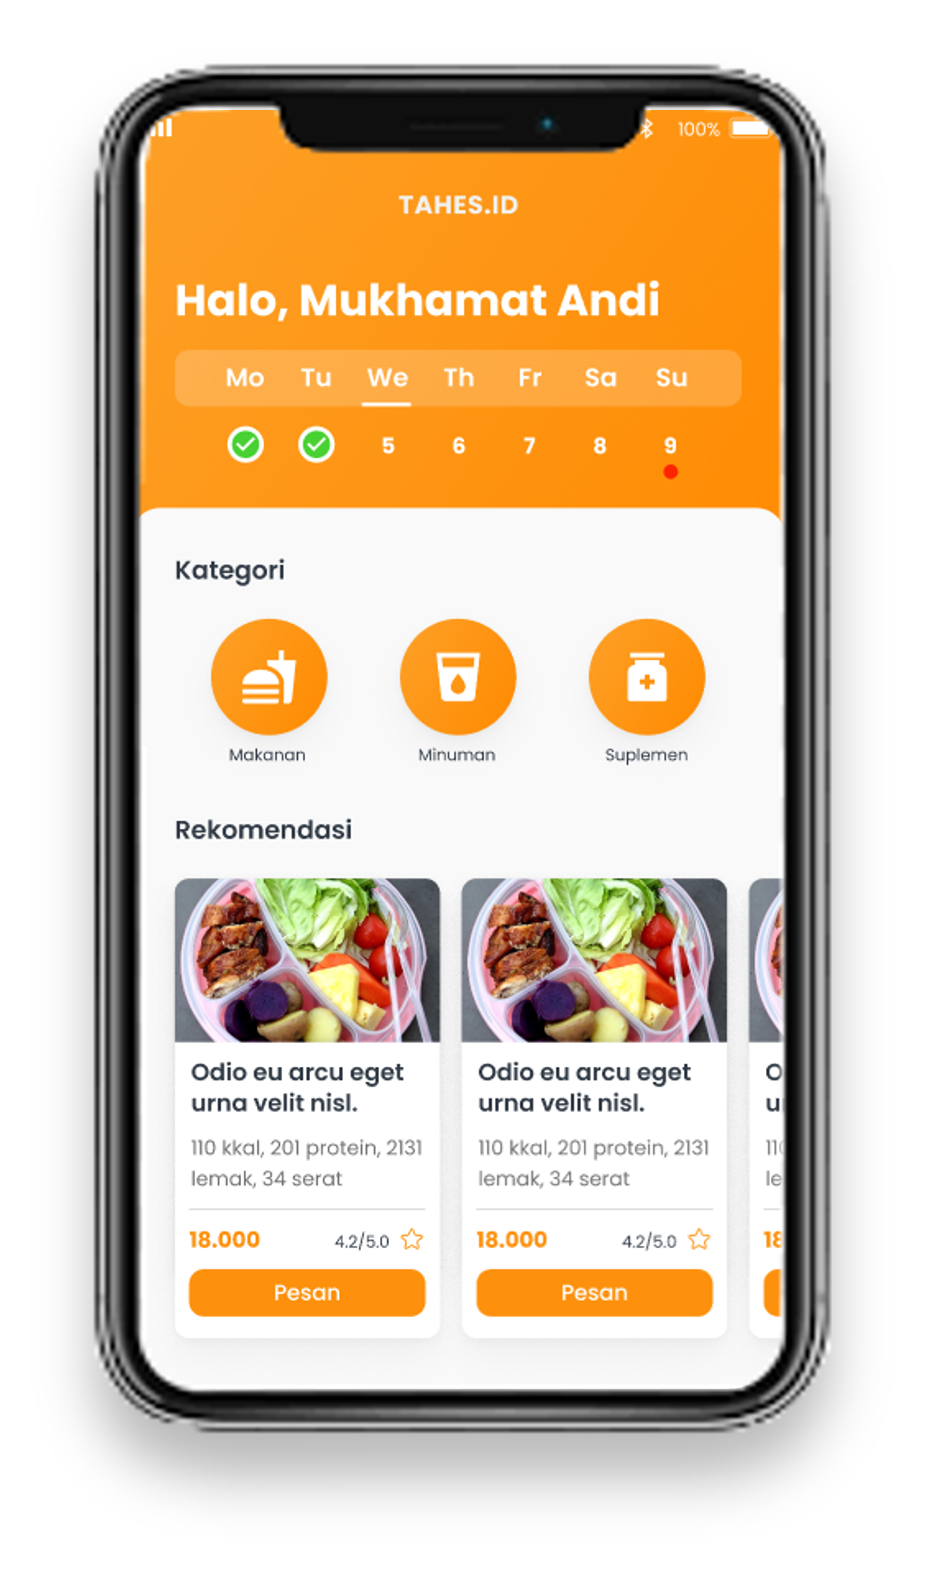 100%
TAHES.ID
Halo, Mukhamat Andi
Mo Tu We Th Fr Sa Su
5 6 7 8 9
Kategori
Makanan Minuman Suplemen
Rekomendasi
Odio eu arcu eget
urna velit nisl.
110 kkal, 201 protein, 2131
lemak, 34 serat
18.000 4.2/5.0
Pesan
Odio eu arcu eget
urna velit nisl.
110 kkal, 201 protein, 2131
lemak, 34 serat
18.000 4.2/5.0
Pesan